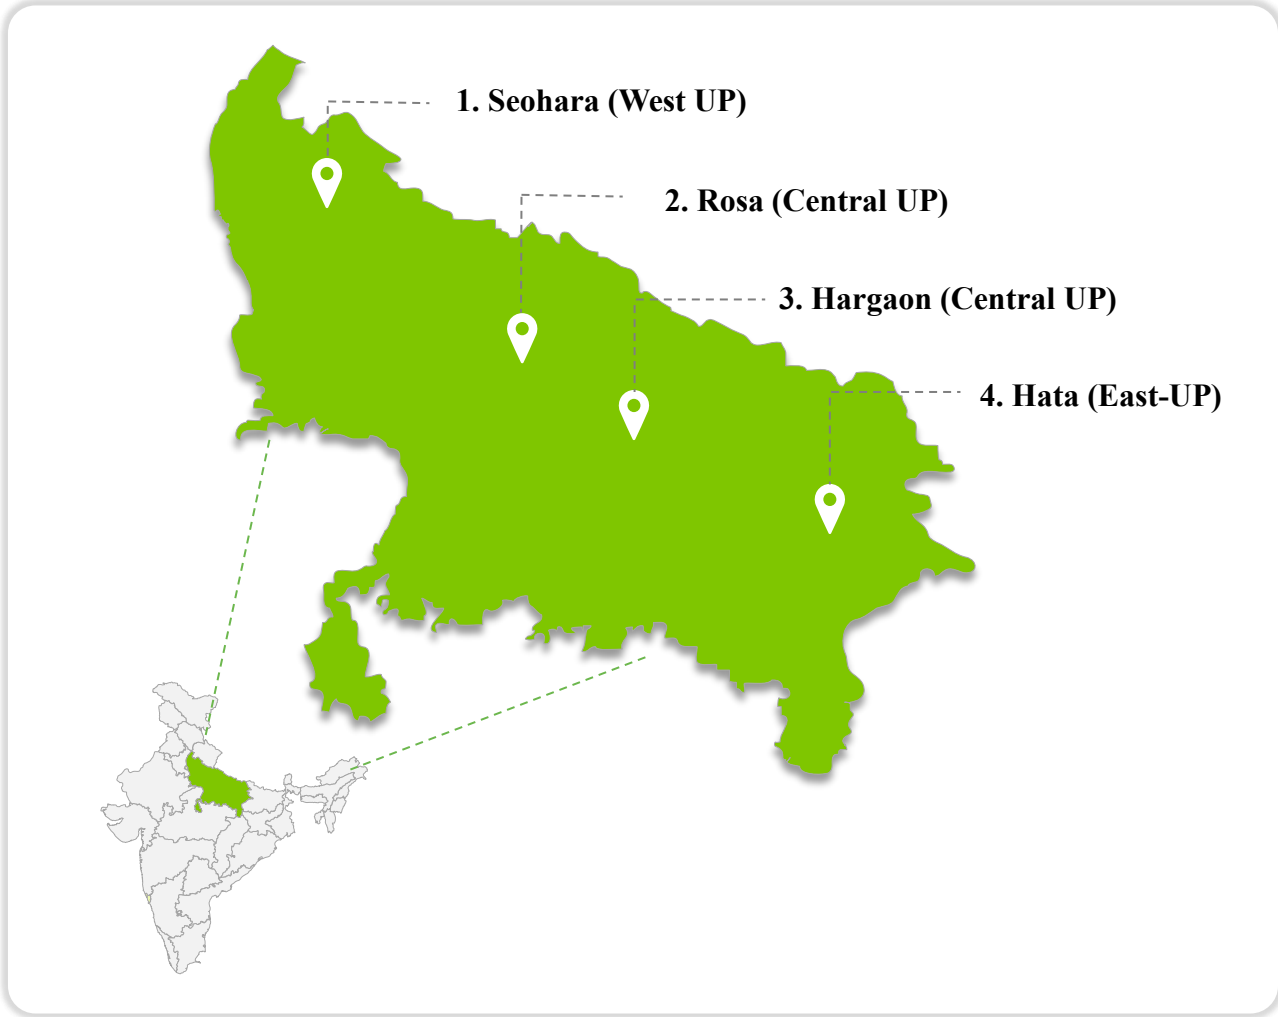 1. Seohara (West UP)
2. Rosa (Central UP)
3. Hargaon (Central UP)
4. Hata (East-UP)